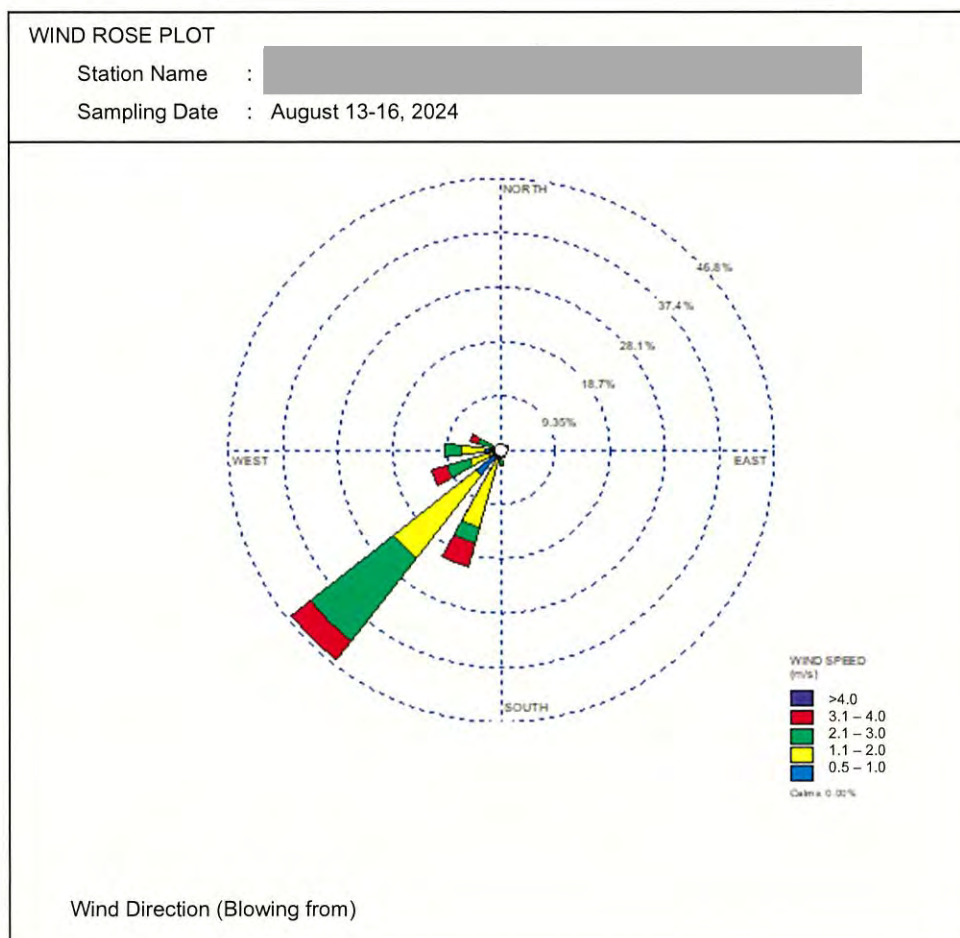 WIND ROSE PLOT
Station Name :
Sampling Date : August 13-16, 2024
NORTH
46.8%
37.4%
28.1%
18.7%
9.35%
WEST
EAST
SOUTH
WIND SPEED
(m/s)
>4.0
3.1 – 4.0
2.1 – 3.0
1.1 – 2.0
0.5 – 1.0
Calms: 0.00%
Wind Direction (Blowing from)